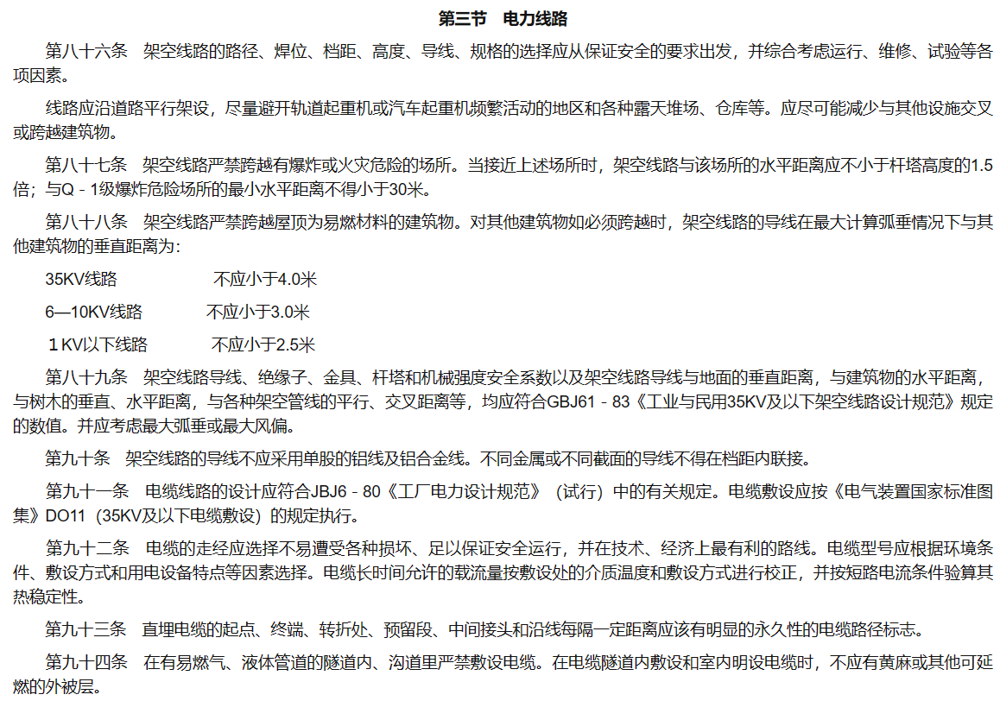 第三节　电力线路
　　第八十六条　架空线路的路径、焊位、档距、高度、导线、规格的选择应从保证安全的要求出发，并综合考虑运行、维修、试验等各
项因素。
　　线路应沿道路平行架设，尽量避开轨道起重机或汽车起重机频繁活动的地区和各种露天堆场、仓库等。应尽可能减少与其他设施交叉
或跨越建筑物。
　　第八十七条　架空线路严禁跨越有爆炸或火灾危险的场所。当接近上述场所时，架空线路与该场所的水平距离应不小于杆塔高度的1.5
倍；与Q－1级爆炸危险场所的最小水平距离不得小于30米。
　　第八十八条　架空线路严禁跨越屋顶为易燃材料的建筑物。对其他建筑物如必须跨越时，架空线路的导线在最大计算弧垂情况下与其
他建筑物的垂直距离为：
　　35KV线路　　　　　　不应小于4.0米
　　6—10KV线路　　　　不应小于3.0米
　　１KV以下线路　　　　不应小于2.5米
　　第八十九条　架空线路导线、绝缘子、金具、杆塔和机械强度安全系数以及架空线路导线与地面的垂直距离，与建筑物的水平距离，
与树木的垂直、水平距离，与各种架空管线的平行、交叉距离等，均应符合GBJ61－83《工业与民用35KV及以下架空线路设计规范》规定
的数值。并应考虑最大弧垂或最大风偏。
　　第九十条　架空线路的导线不应采用单股的铝线及铝合金线。不同金属或不同截面的导线不得在档距内联接。
　　第九十一条　电缆线路的设计应符合JBJ6－80《工厂电力设计规范》（试行）中的有关规定。电缆敷设应按《电气装置国家标准图
集》DO11（35KV及以下电缆敷设）的规定执行。
　　第九十二条　电缆的走经应选择不易遭受各种损坏、足以保证安全运行，并在技术、经济上最有利的路线。电缆型号应根据环境条
件、敷设方式和用电设备特点等因素选择。电缆长时间允许的载流量按敷设处的介质温度和敷设方式进行校正，并按短路电流条件验算其
热稳定性。
　　第九十三条　直埋电缆的起点、终端、转折处、预留段、中间接头和沿线每隔一定距离应该有明显的永久性的电缆路径标志。
　　第九十四条　在有易燃气、液体管道的隧道内、沟道里严禁敷设电缆。在电缆隧道内敷设和室内明设电缆时，不应有黄麻或其他可延
燃的外被层。